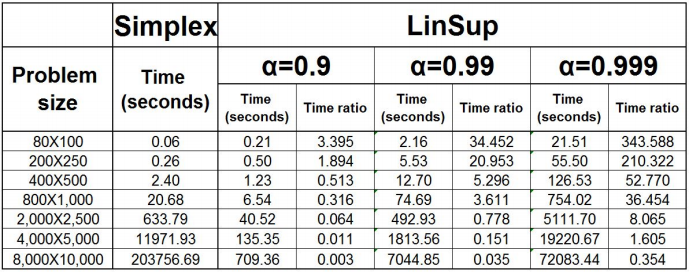 Simplex LinSup
Problem size Time (seconds) α=0.9 α=0.99 α=0.999
Time (seconds) Time ratio Time (seconds) Time ratio Time (seconds) Time ratio
80X100 0.06 0.21 3.395 2.16 34.452 21.51 343.588
200X250 0.26 0.50 1.894 5.53 20.953 55.50 210.322
400X500 2.40 1.23 0.513 12.70 5.296 126.53 52.770
800X1,000 20.68 6.54 0.316 74.69 3.611 754.02 36.454
2,000X2,500 633.79 40.52 0.064 492.93 0.778 5111.70 8.065
4,000X5,000 11971.93 135.35 0.011 1813.56 0.151 19220.67 1.605
8,000X10,000 203756.69 709.36 0.003 7044.85 0.035 72083.44 0.354